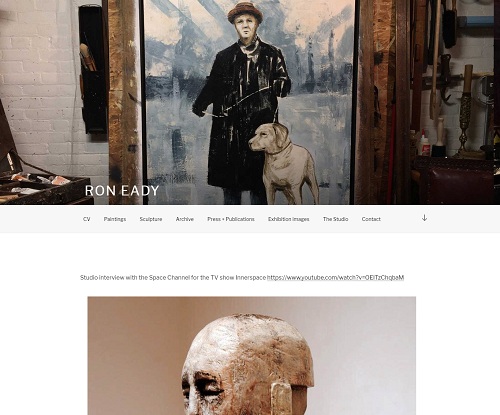 RON EADY
CV Paintings Sculpture Archive Press + Publications Exhibition images The Studio Contact
Studio interview with the Space Channel for the TV show Innerspace https://www.youtube.com/watch?v=OEiTzChqbaM